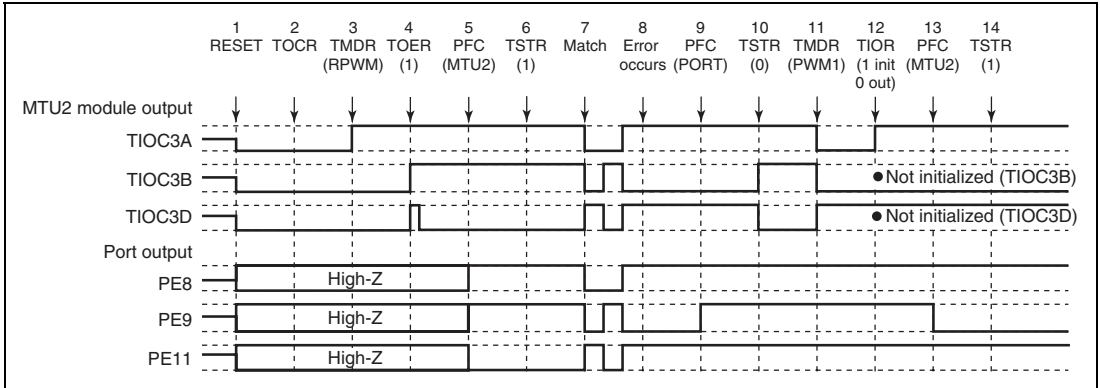 1 2 3 4 5 6 7 8 9 10 11 12 13 14
RESET TOCR TMDR TOER PFC TSTR Match Error PFC TSTR TMDR TIOR PFC TSTR
(RPWM) (1) (MTU2) (1) occurs (PORT) (0) (PWM1) (1 init (MTU2) (1)
0 out)
MTU2 module output
TIOC3A
TIOC3B
● Not initialized (TIOC3B)
TIOC3D
● Not initialized (TIOC3D)
Port output
PE8
High-Z
PE9
High-Z
PE11
High-Z